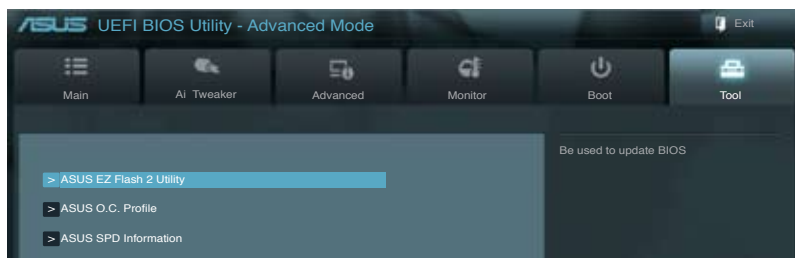 ASUS UEFI BIOS Utility - Advanced Mode
Exit
Main
Ai Tweaker
Advanced
Monitor
Boot
Tool
Be used to update BIOS
> ASUS EZ Flash 2 Utility
> ASUS O.C. Profile
> ASUS SPD Information